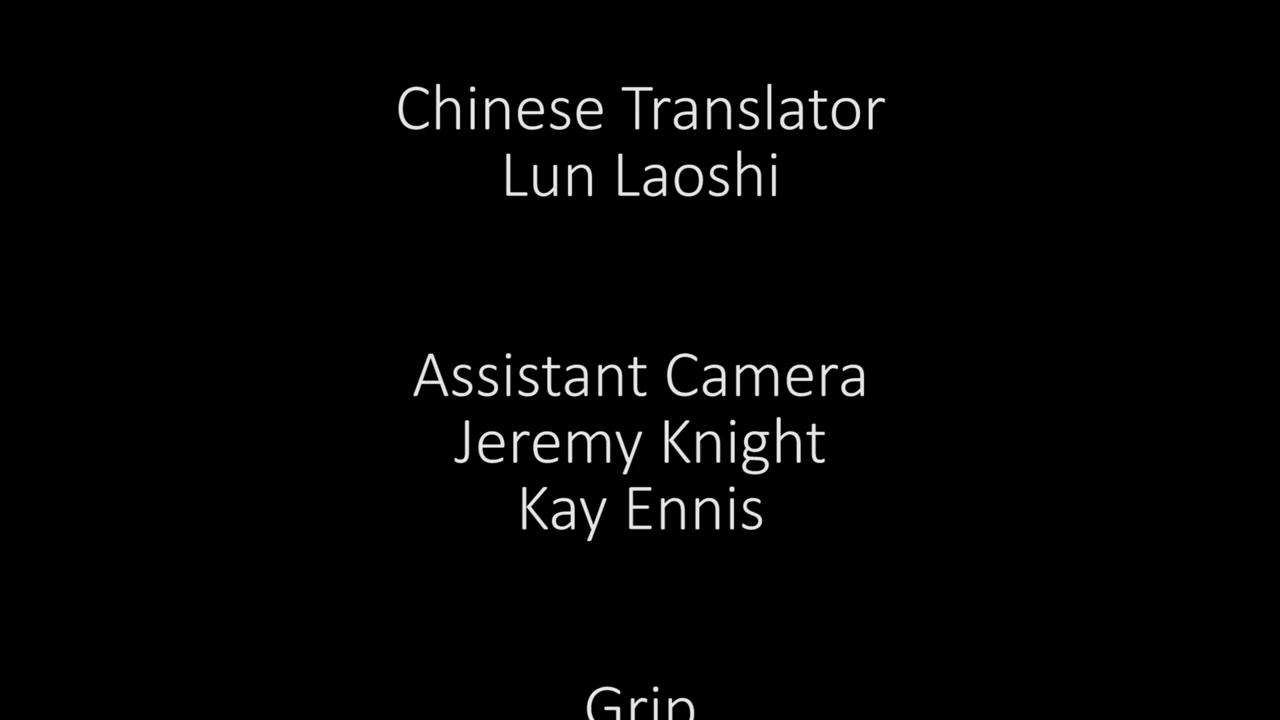 Chinese Translator
Lun Laoshi
Assistant Camera
Jeremy Knight
Kay Ennis
Grip